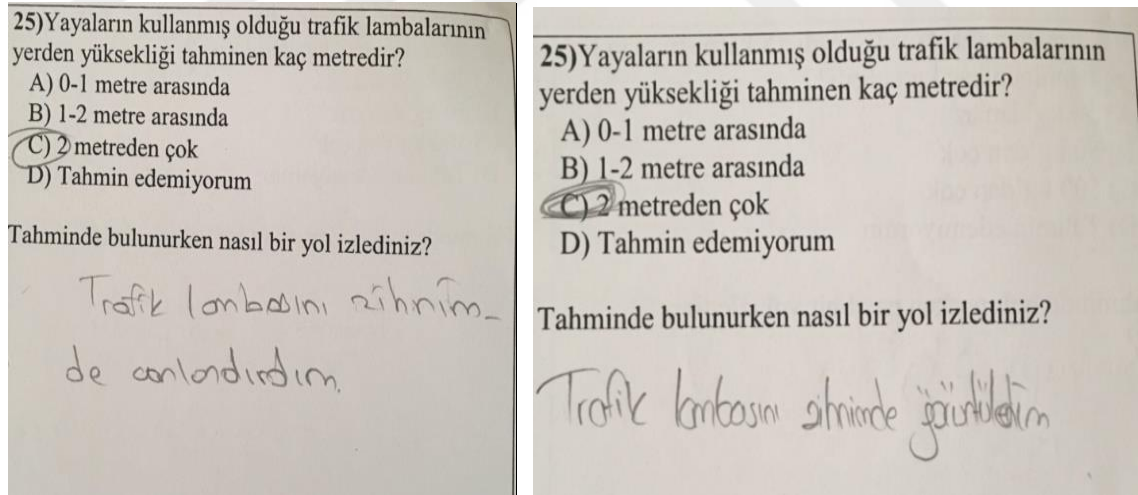 25)Yayaların kullanmış olduğu trafik lambalarının
yerden yüksekliği tahminen kaç metredir?
A) 0-1 metre arasında
B) 1-2 metre arasında
C) 2 metreden çok
D) Tahmin edemiyorum
Tahminde bulunurken nasıl bir yol izlediniz?
Trafik lambasını zihnim-
de canlandırdım.
25)Yayaların kullanmış olduğu trafik lambalarının
yerden yüksekliği tahminen kaç metredir?
A) 0-1 metre arasında
B) 1-2 metre arasında
C) 2 metreden çok
D) Tahmin edemiyorum
Tahminde bulunurken nasıl bir yol izlediniz?
Trafik lambasını zihnimde